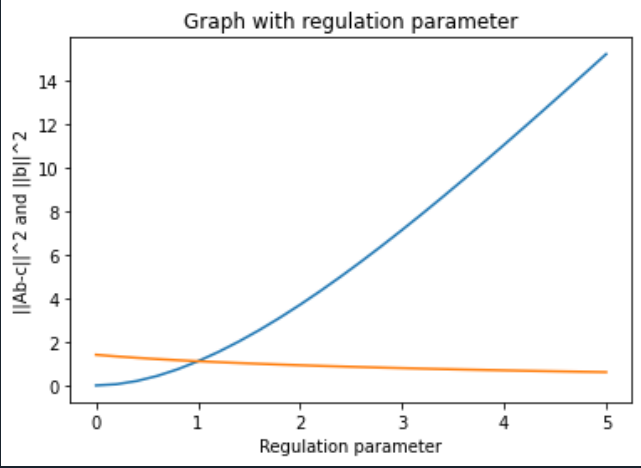 Graph with regulation parameter
||Ab-c||^2 and ||b||^2
14
12
10
8
6
4
2
0
0 1 2 3 4 5
Regulation parameter